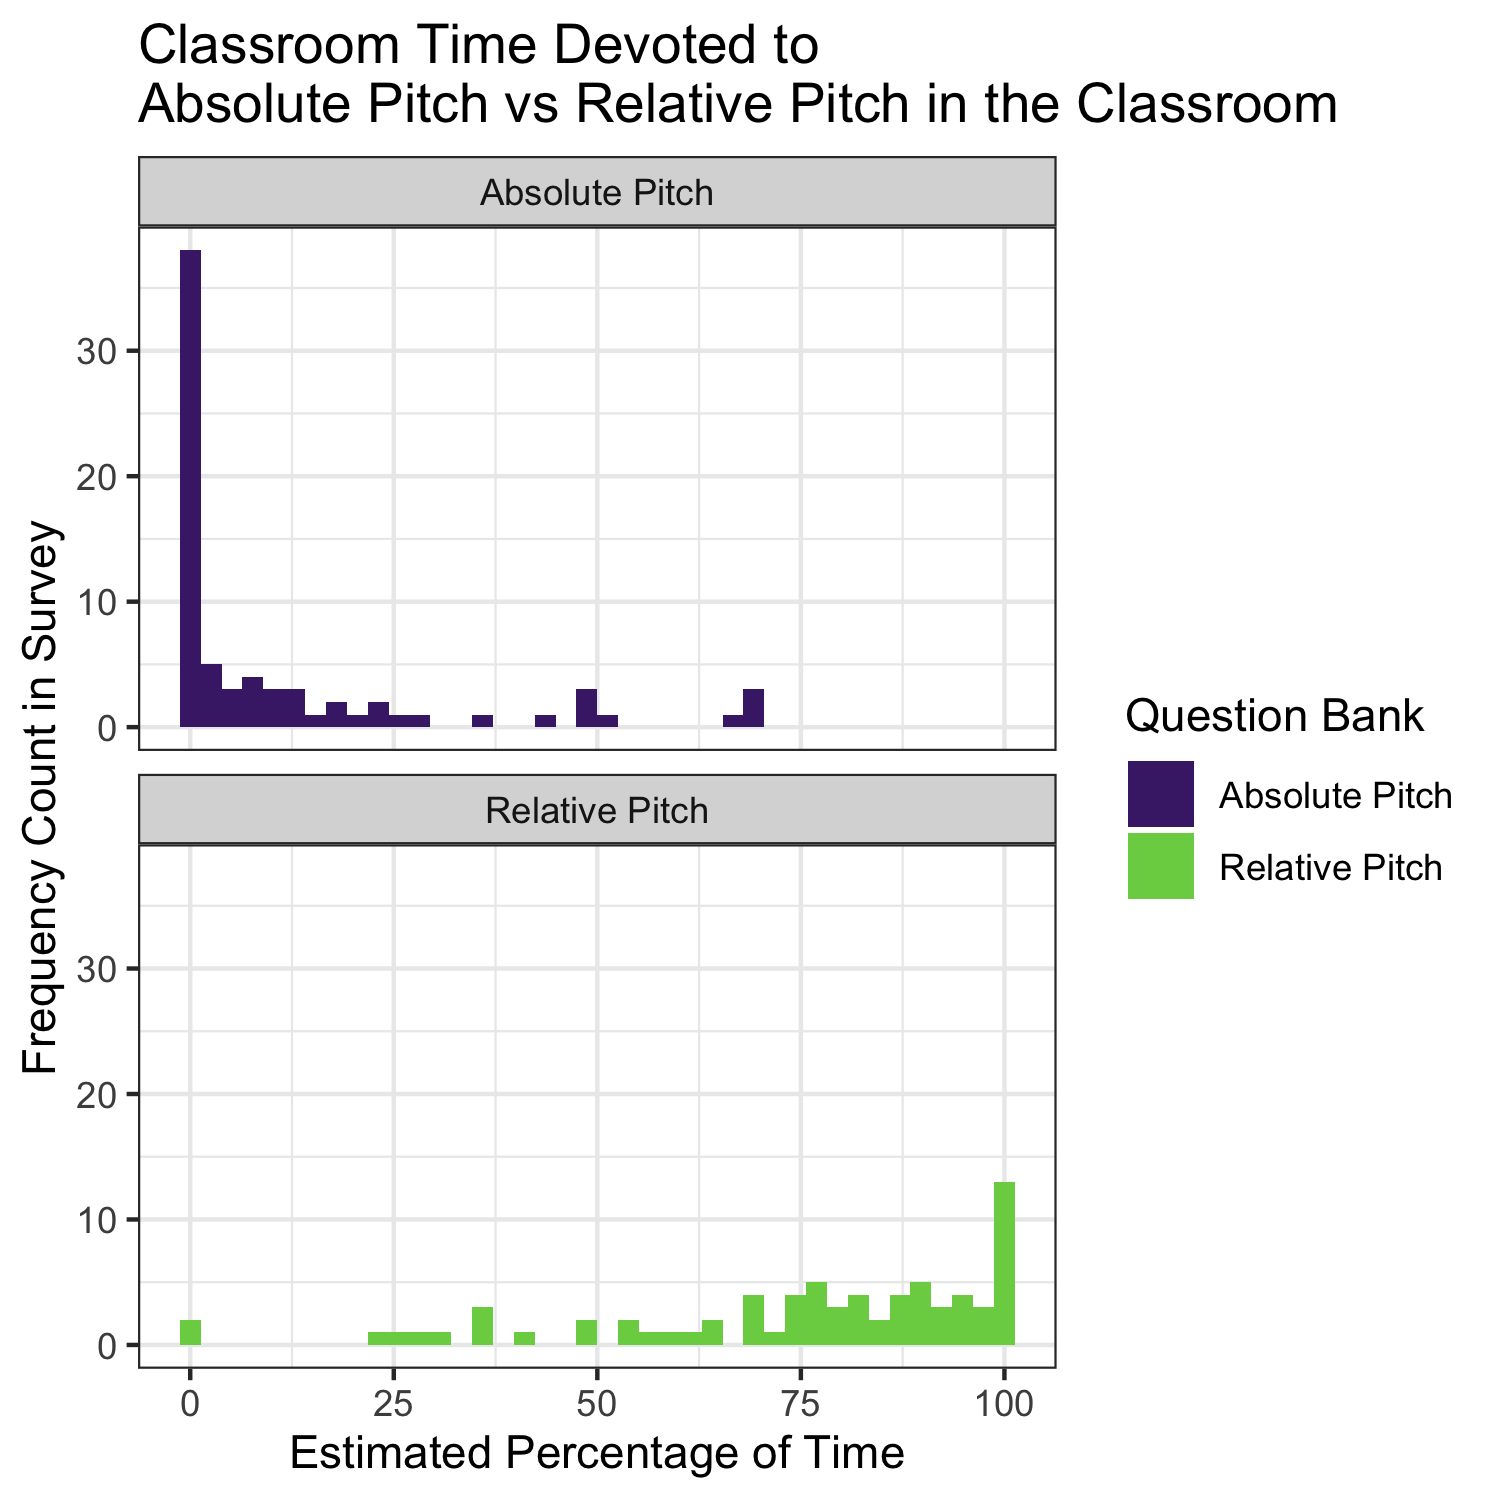 Classroom Time Devoted to
Absolute Pitch vs Relative Pitch in the Classroom
Absolute Pitch
30
20
10
0
Relative Pitch
30
20
10
0
0 25 50 75 100
Estimated Percentage of Time
Frequency Count in Survey
Question Bank
Absolute Pitch
Relative Pitch